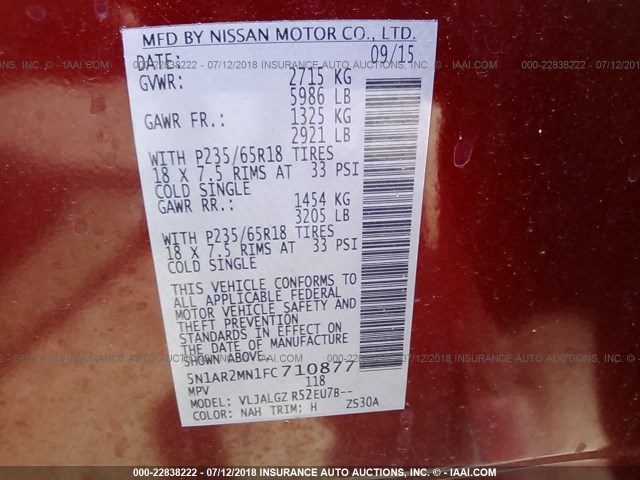 MFD BY NISSAN MOTOR CO., LTD.
DATE: 09/15
GVWR: 2715 KG
5986 LB
GAWR FR.: 1325 KG
2921 LB
WITH P235/65R18 TIRES
18 X 7.5 RIMS AT 33 PSI
COLD SINGLE
GAWR RR.: 1454 KG
3205 LB
WITH P235/65R18 TIRES
18 X 7.5 RIMS AT 33 PSI
COLD SINGLE
THIS VEHICLE CONFORMS TO
ALL APPLICABLE FEDERAL
MOTOR VEHICLE SAFETY AND
THEFT PREVENTION
STANDARDS IN EFFECT ON
THE DATE OF MANUFACTURE
SHOWN ABOVE.
5N1AR2MN1FC710877
MPV 118
MODEL: VLJALGZ R52EU7B--
COLOR: NAH TRIM: H ZS30A
000-22838222 - 07/12/2018 - INSURANCE AUTO AUCTIONS, INC. © - IAAI.COM